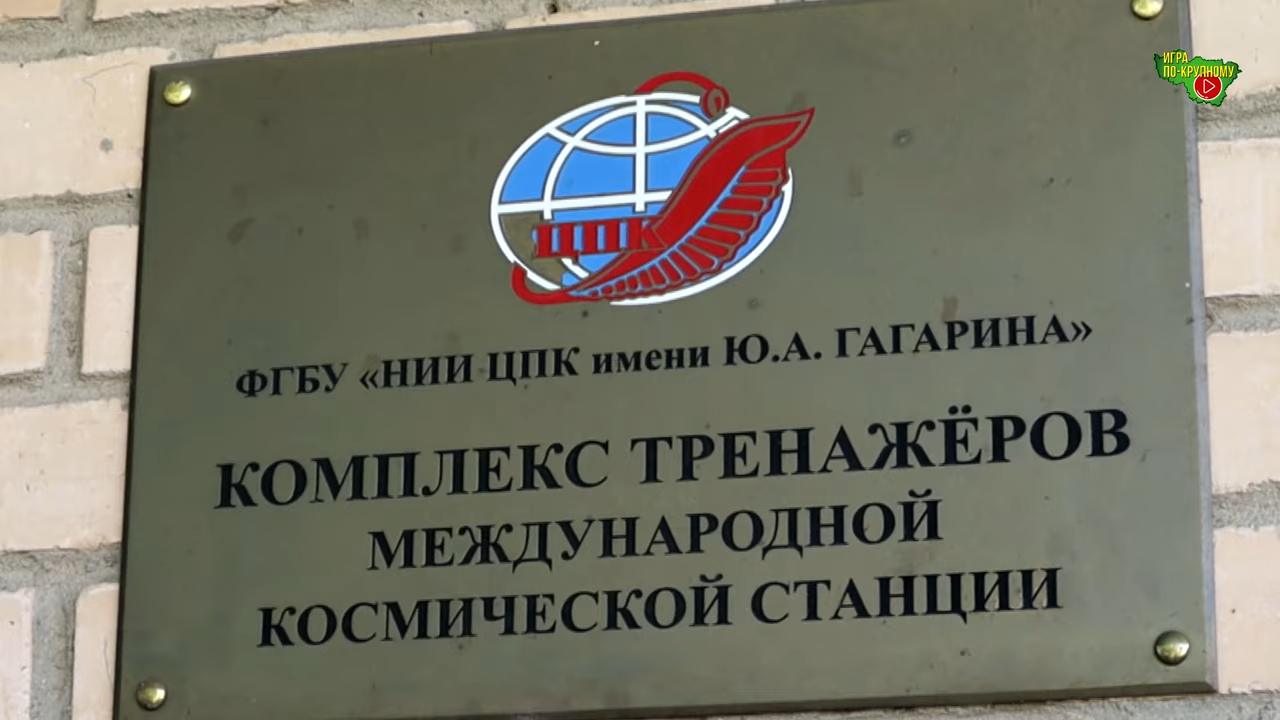 ИГРА
ПО-КРУПНОМУ
ЦПК
ФГБУ «НИИ ЦПК имени Ю.А. ГАГАРИНА»
КОМПЛЕКС ТРЕНАЖЁРОВ
МЕЖДУНАРОДНОЙ
КОСМИЧЕСКОЙ СТАНЦИИ